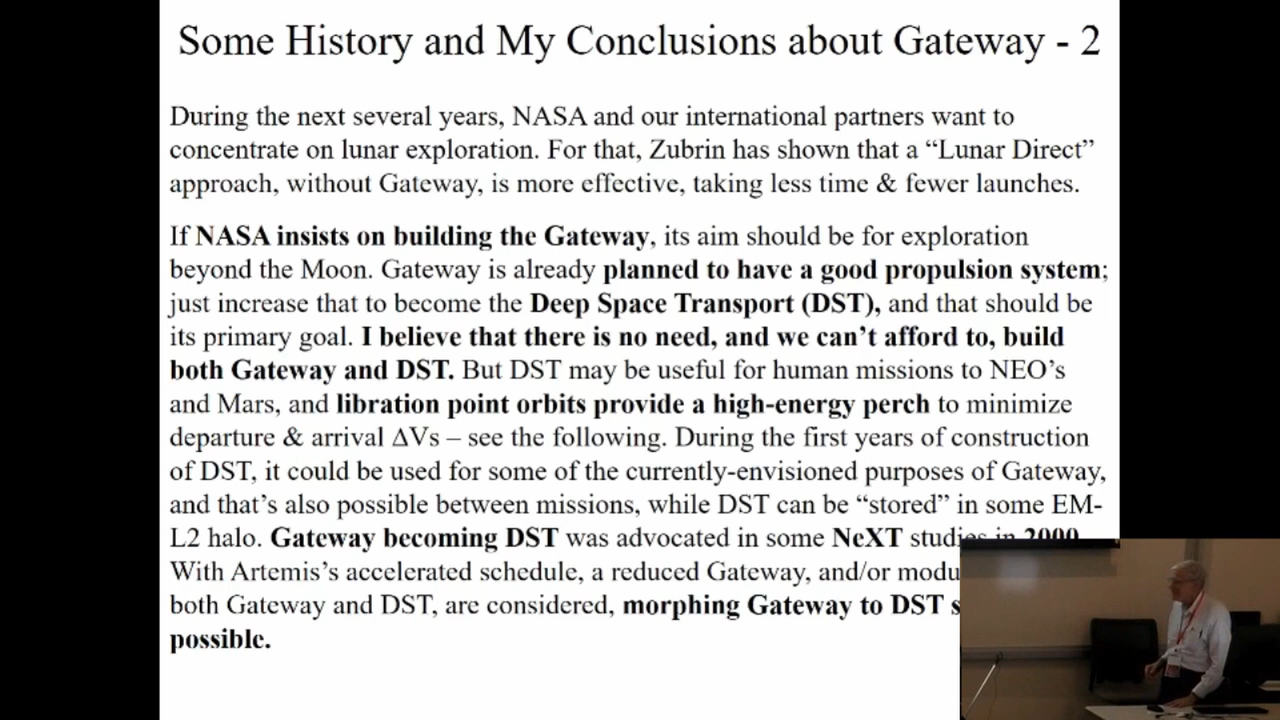 Some History and My Conclusions about Gateway - 2
During the next several years, NASA and our international partners want to
concentrate on lunar exploration. For that, Zubrin has shown that a “Lunar Direct”
approach, without Gateway, is more effective, taking less time & fewer launches.
If NASA insists on building the Gateway, its aim should be for exploration
beyond the Moon. Gateway is already planned to have a good propulsion system;
just increase that to become the Deep Space Transport (DST), and that should be
its primary goal. I believe that there is no need, and we can’t afford to, build
both Gateway and DST. But DST may be useful for human missions to NEO’s
and Mars, and libration point orbits provide a high-energy perch to minimize
departure & arrival ΔVs – see the following. During the first years of construction
of DST, it could be used for some of the currently-envisioned purposes of Gateway,
and that’s also possible between missions, while DST can be “stored” in some EM-
L2 halo. Gateway becoming DST was advocated in some NeXT studies in 2000
With Artemis’s accelerated schedule, a reduced Gateway, and/or modu
both Gateway and DST, are considered, morphing Gateway to DST s
possible.